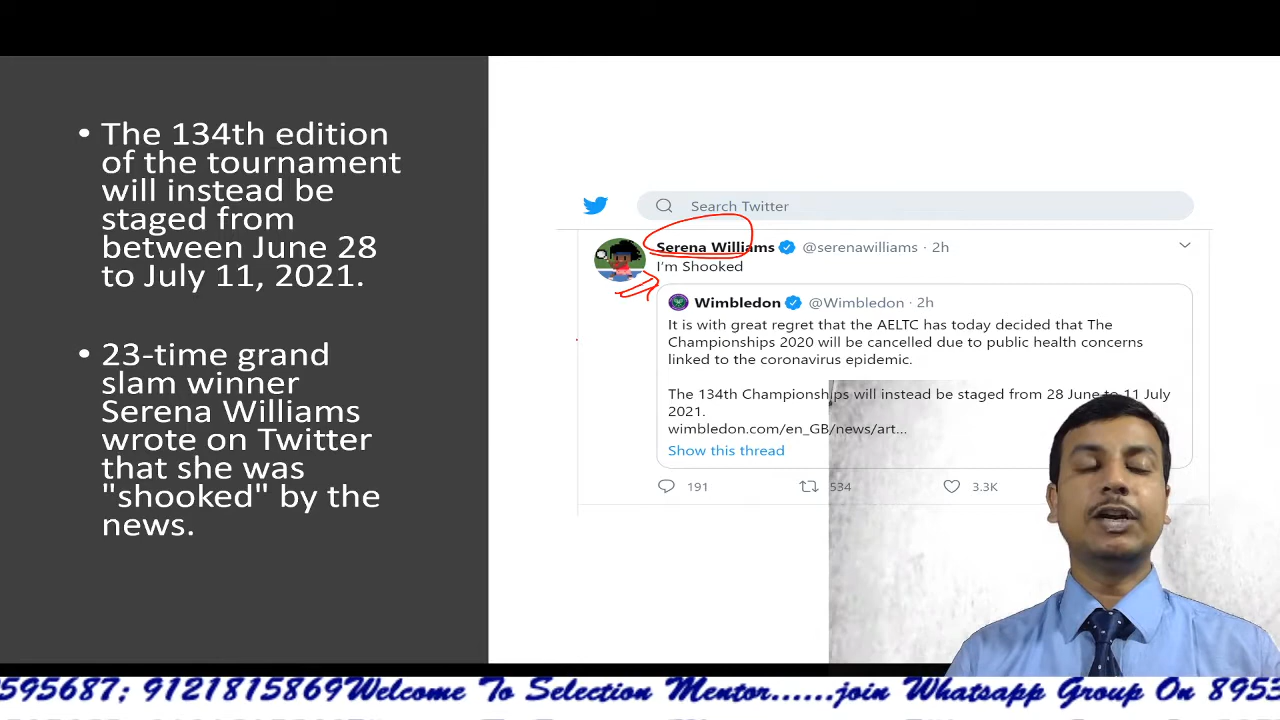 • The 134th edition
of the tournament
will instead be
staged from
between June 28
to July 11, 2021.
• 23-time grand
slam winner
Serena Williams
wrote on Twitter
that she was
"shooked" by the
news.
Search Twitter
Serena Williams @serenawilliams · 2h
I'm Shooked
Wimbledon @Wimbledon · 2h
It is with great regret that the AELTC has today decided that The
Championships 2020 will be cancelled due to public health concerns
linked to the coronavirus epidemic.
The 134th Championships will instead be staged from 28 June to 11 July
2021.
wimbledon.com/en_GB/news/art...
Show this thread
191 534 3.3K
595687; 9121815869Welcome To Selection Mentor......join Whatsapp Group On 8953